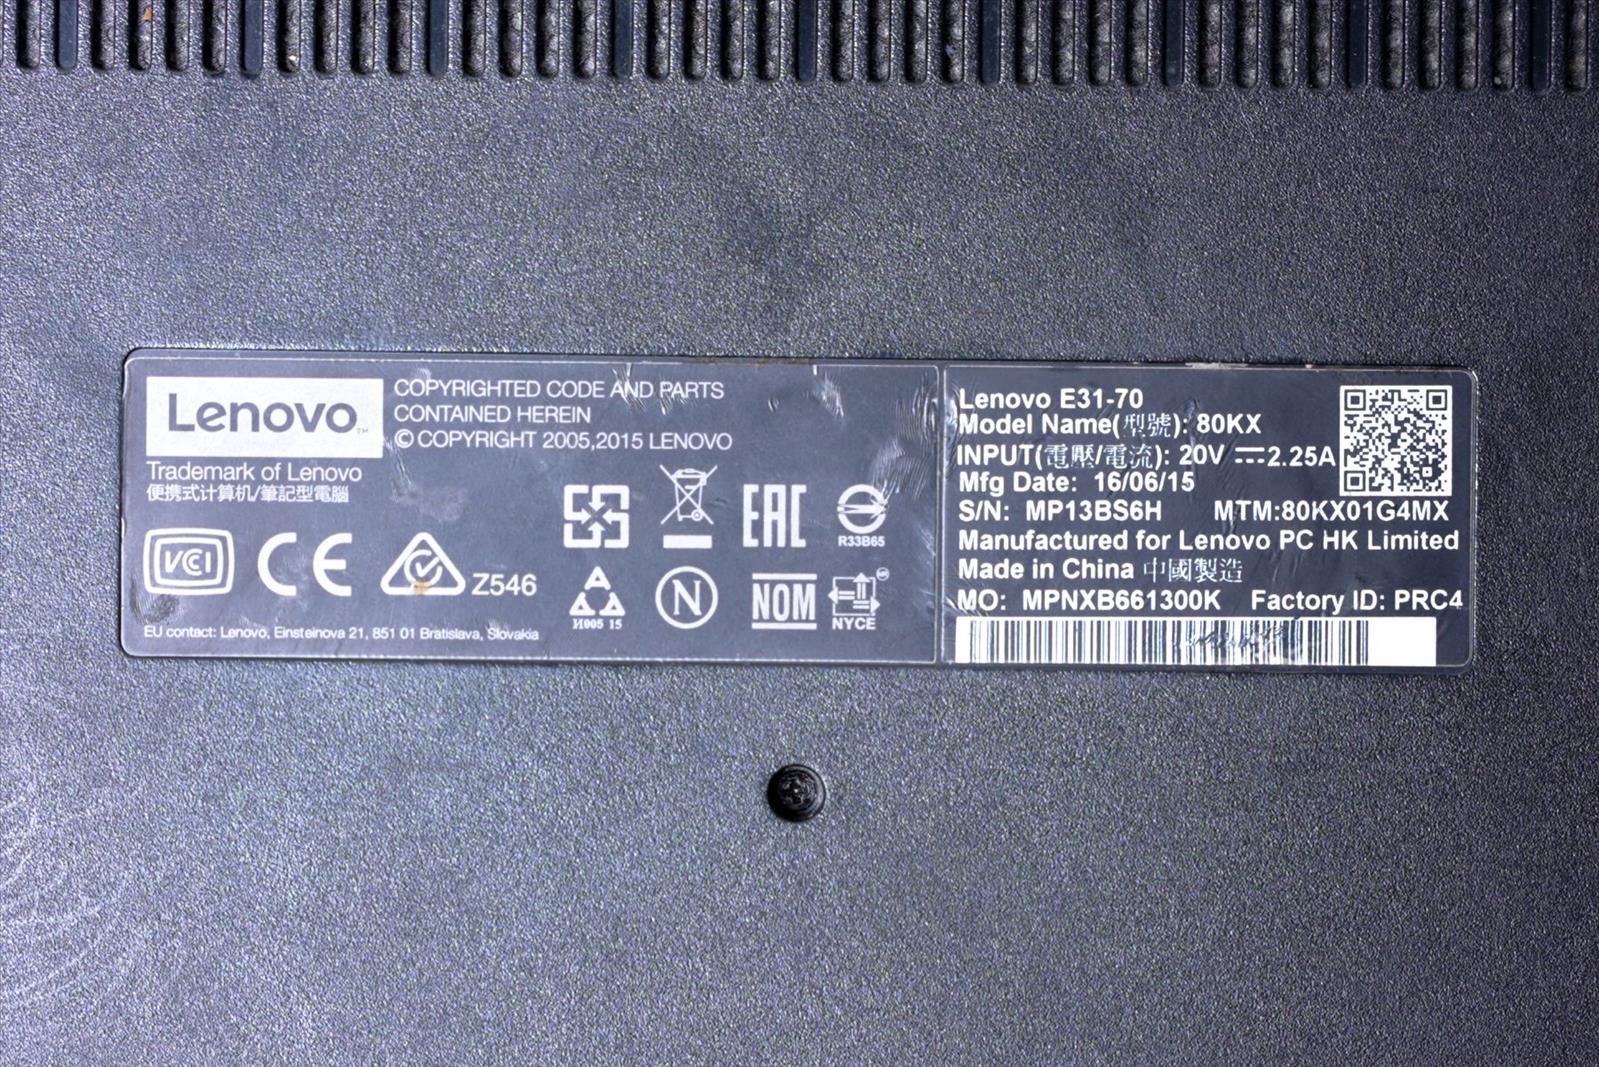 Lenovo™
COPYRIGHTED CODE AND PARTS
CONTAINED HEREIN
© COPYRIGHT 2005,2015 LENOVO
Trademark of Lenovo
便携式计算机/筆記型電腦
VCI
CE
Z546
EAC
R33B65
И005 15
N
NOM
NYCE
EU contact: Lenovo, Einsteinova 21, 851 01 Bratislava, Slovakia
Lenovo E31-70
Model Name(型號): 80KX
INPUT(電壓/電流): 20V ⎓2.25A
Mfg Date: 16/06/15
S/N: MP13BS6H MTM:80KX01G4MX
Manufactured for Lenovo PC HK Limited
Made in China 中國製造
MO: MPNXB661300K Factory ID: PRC4